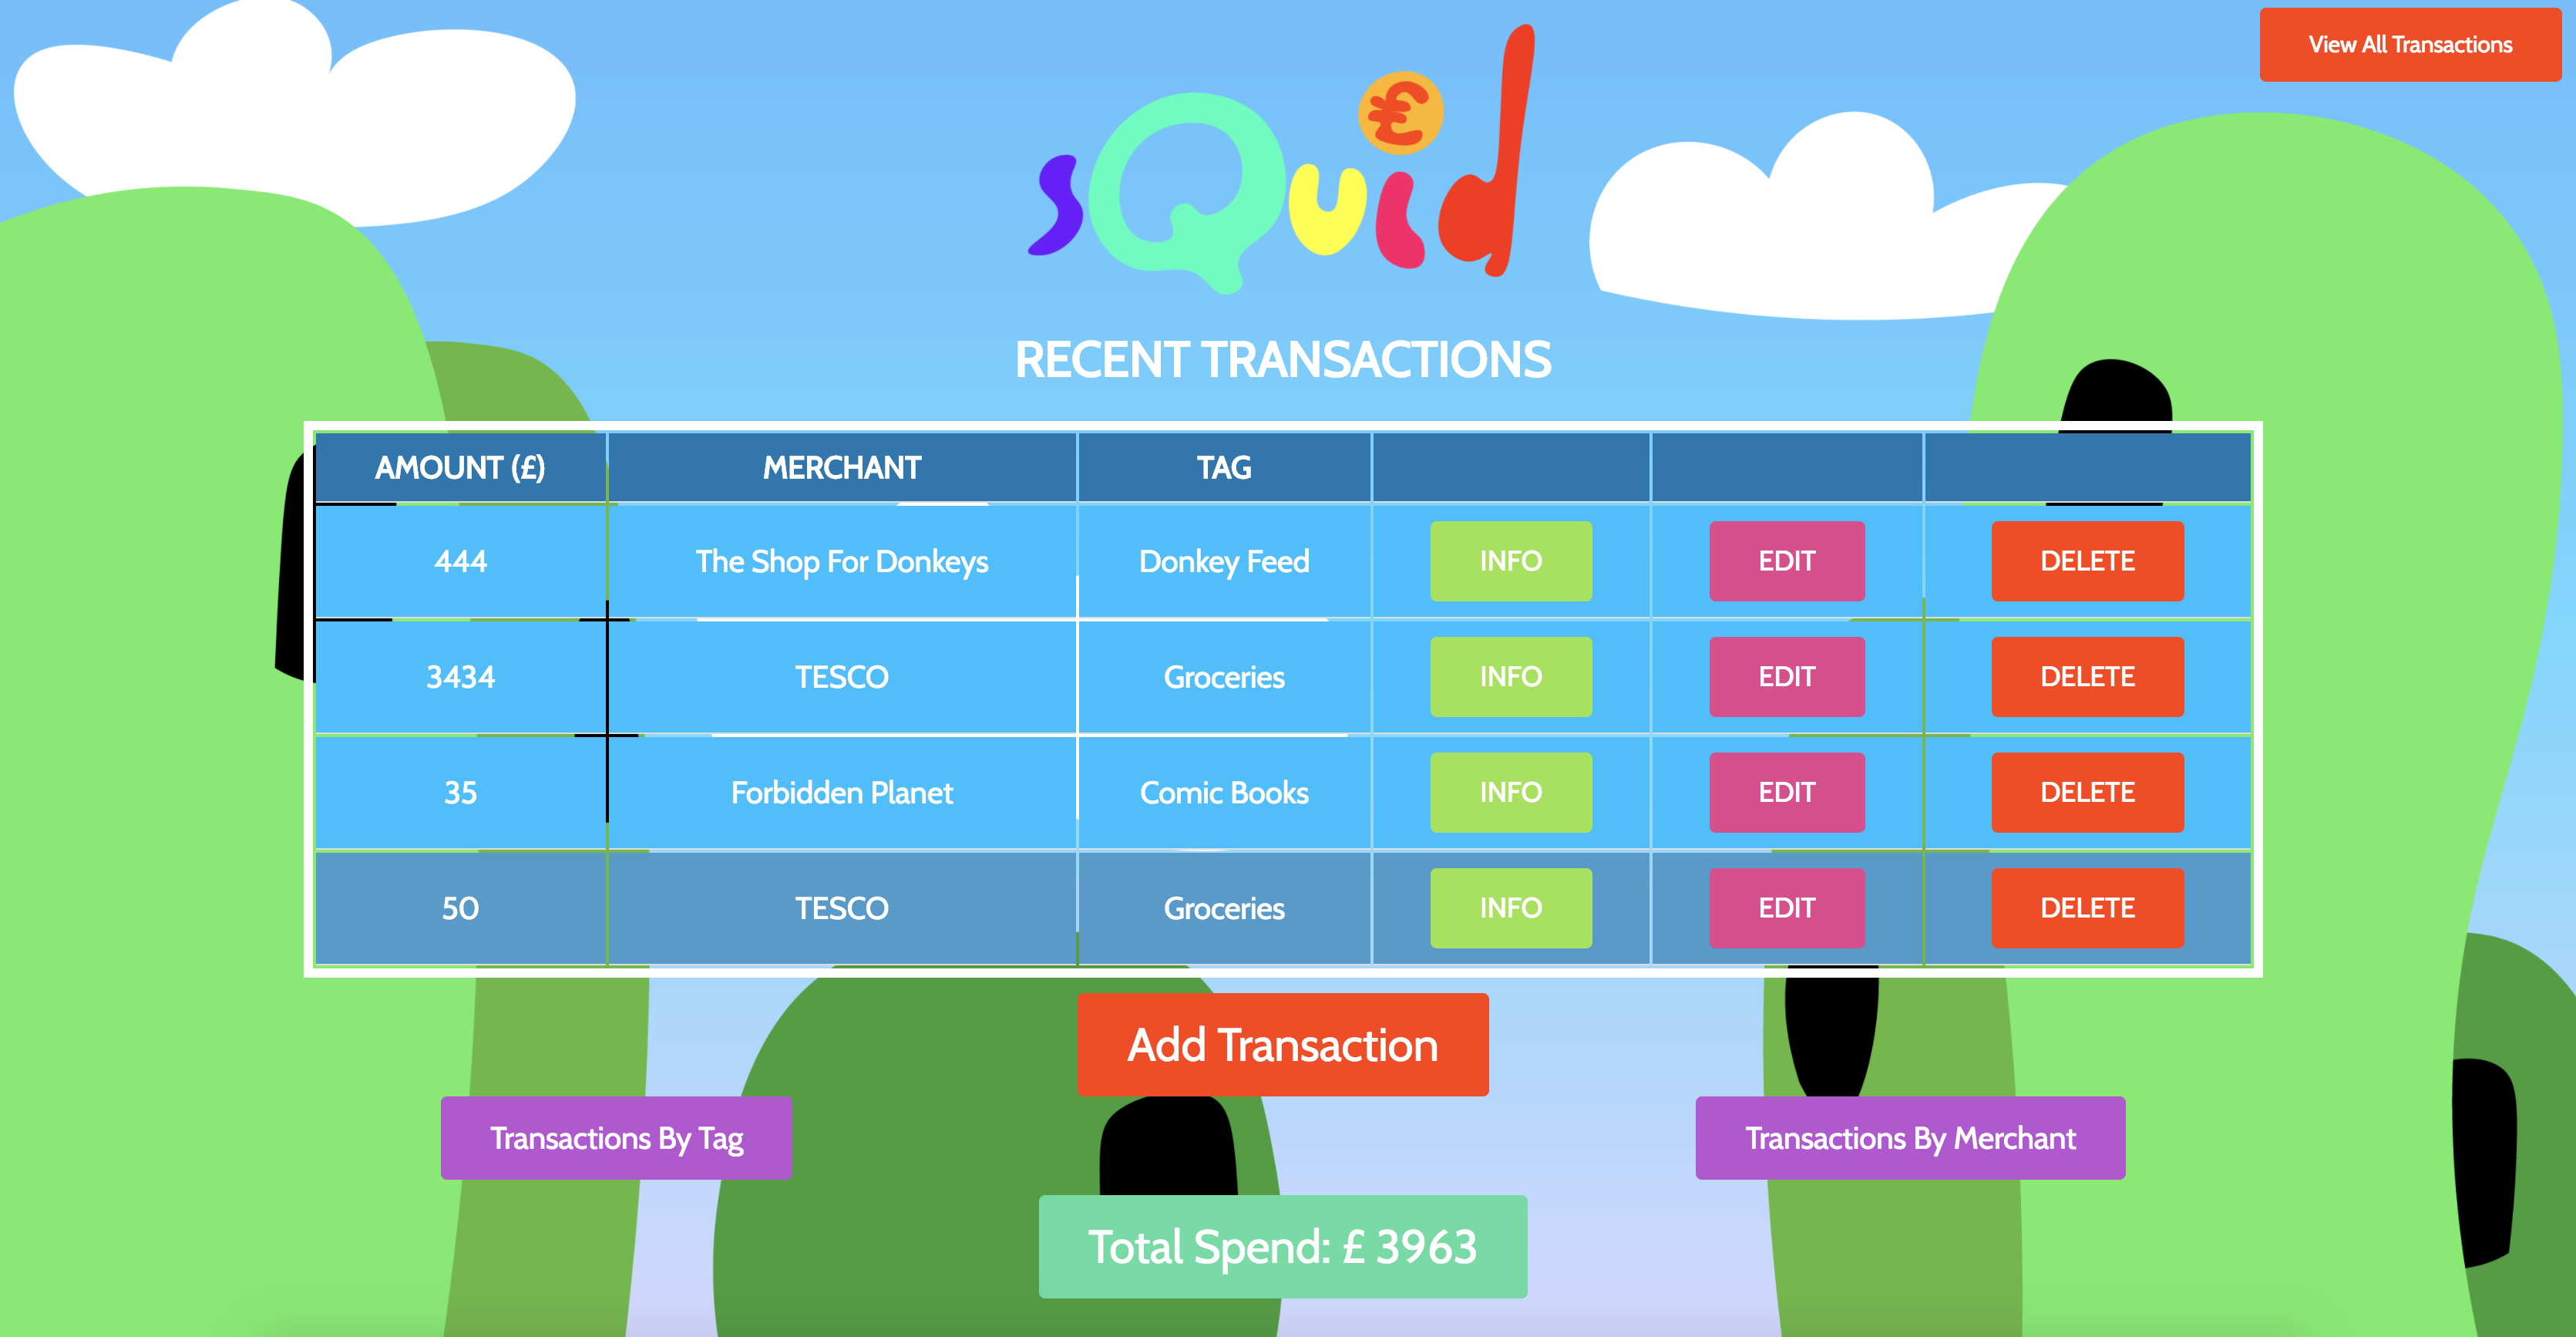 View All Transactions
sQuid
£
RECENT TRANSACTIONS
AMOUNT (£) MERCHANT TAG
444 The Shop For Donkeys Donkey Feed INFO EDIT DELETE
3434 TESCO Groceries INFO EDIT DELETE
35 Forbidden Planet Comic Books INFO EDIT DELETE
50 TESCO Groceries INFO EDIT DELETE
Add Transaction
Transactions By Tag Transactions By Merchant
Total Spend: £ 3963